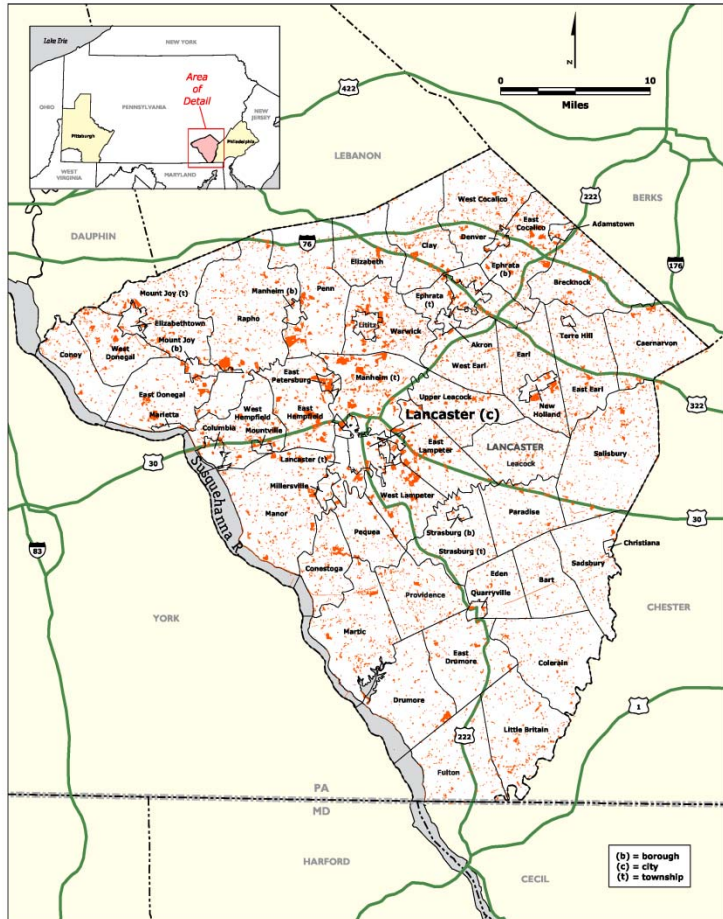 Lake Erie
NEW YORK
OHIO
PENNSYLVANIA
Area
of
Detail
NEW
JERSEY
Pittsburgh
Philadelphia
WEST
VIRGINIA
MARYLAND
N
0 10
Miles
422
LEBANON
222
BERKS
DAUPHIN
76
176
West Cocalico
East
Cocalico
Adamstown
Denver
Clay
Ephrata
(b)
Elizabeth
Brecknock
Mount Joy (t)
Manheim (b)
Penn
Ephrata
(t)
Elizabethtown
Rapho
Lititz
Warwick
Terre Hill
Caernarvon
Mount Joy
(b)
Akron
Conoy
West
Donegal
West Earl
Earl
East
Petersburg
Manheim (t)
East Earl
322
East Donegal
Upper Leacock
New
Holland
Marietta
West
Hempfield
East
Hempfield
Lancaster (c)
Columbia
Mountville
East
Lampeter
LANCASTER
Leacock
Salisbury
30
Lancaster (t)
Susquehanna R.
Millersville
West Lampeter
Manor
Paradise
30
Pequea
Strasburg (b)
Strasburg (t)
Christiana
83
Conestoga
Eden
Bart
Sadsbury
Quarryville
Providence
CHESTER
YORK
Martic
East
Drumore
Colerain
Drumore
1
Little Britain
222
Fulton
PA
MD
HARFORD
CECIL
(b) = borough
(c) = city
(t) = township